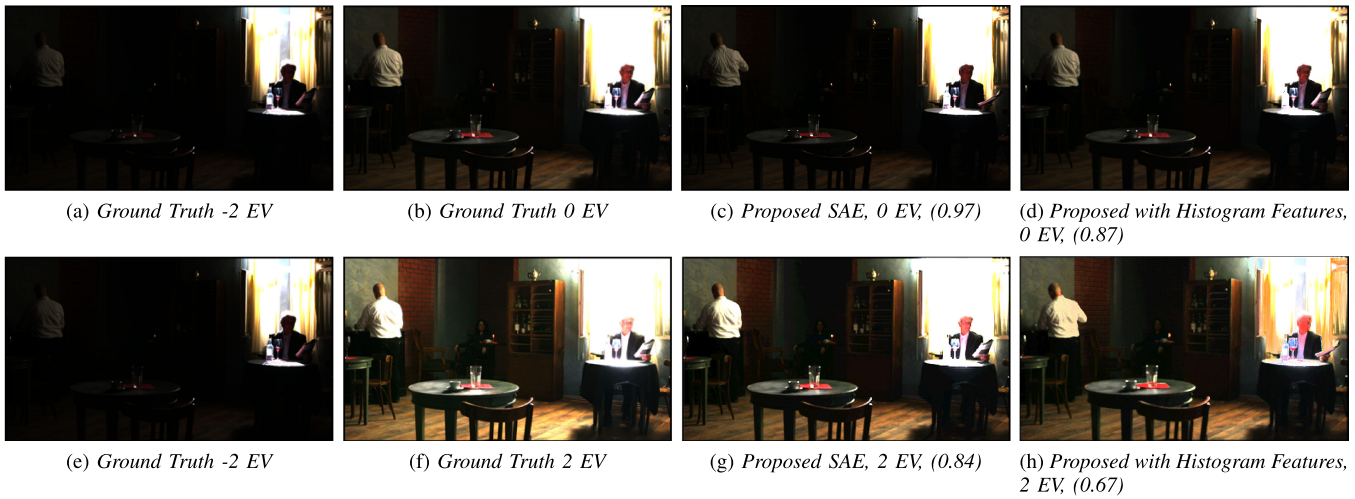 (a) Ground Truth -2 EV
(b) Ground Truth 0 EV
(c) Proposed SAE, 0 EV, (0.97)
(d) Proposed with Histogram Features,
0 EV, (0.87)
(e) Ground Truth -2 EV
(f) Ground Truth 2 EV
(g) Proposed SAE, 2 EV, (0.84)
(h) Proposed with Histogram Features,
2 EV, (0.67)